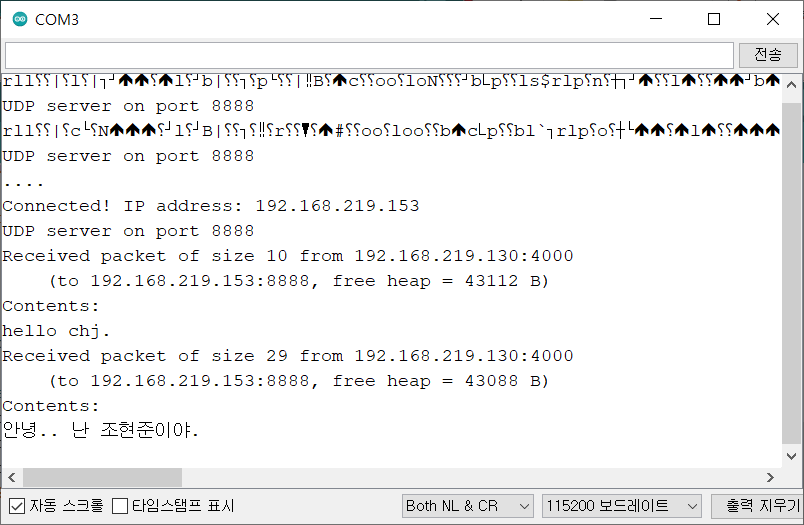 COM3
전송
UDP server on port 8888
UDP server on port 8888
....
Connected! IP address: 192.168.219.153
UDP server on port 8888
Received packet of size 10 from 192.168.219.130:4000
(to 192.168.219.153:8888, free heap = 43112 B)
Contents:
hello chj.
Received packet of size 29 from 192.168.219.130:4000
(to 192.168.219.153:8888, free heap = 43088 B)
Contents:
안녕.. 난 조현준이야.
자동 스크롤 타임스탬프 표시 Both NL & CR 115200 보드레이트 출력 지우기